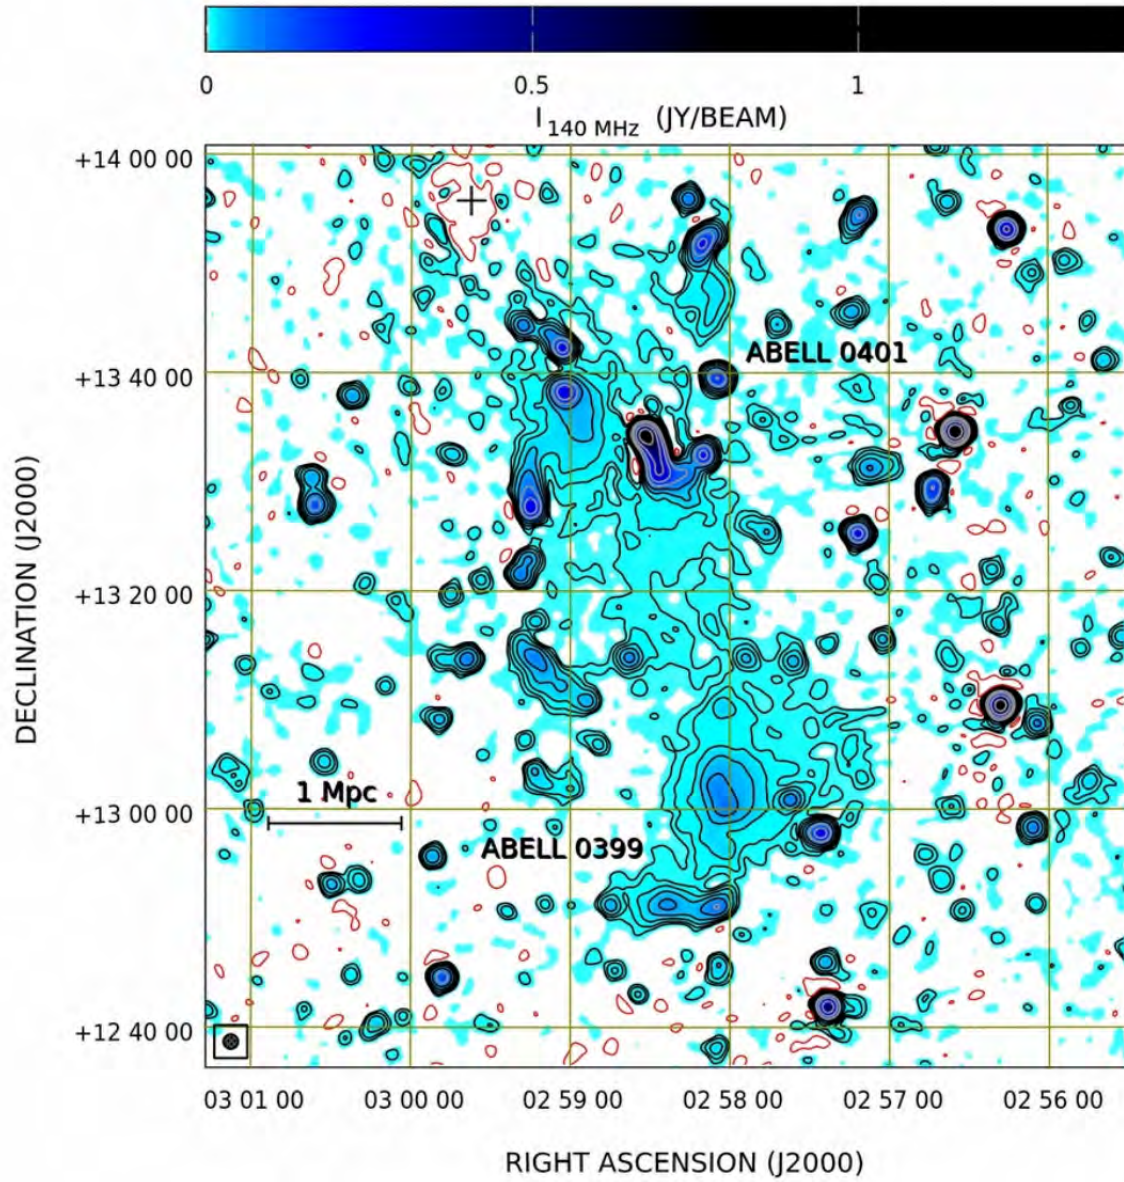 0 0.5 1
I 140 MHz (JY/BEAM)
+14 00 00
ABELL 0401
+13 40 00
DECLINATION (J2000)
+13 20 00
1 Mpc
+13 00 00
ABELL 0399
+12 40 00
03 01 00 03 00 00 02 59 00 02 58 00 02 57 00 02 56 00
RIGHT ASCENSION (J2000)